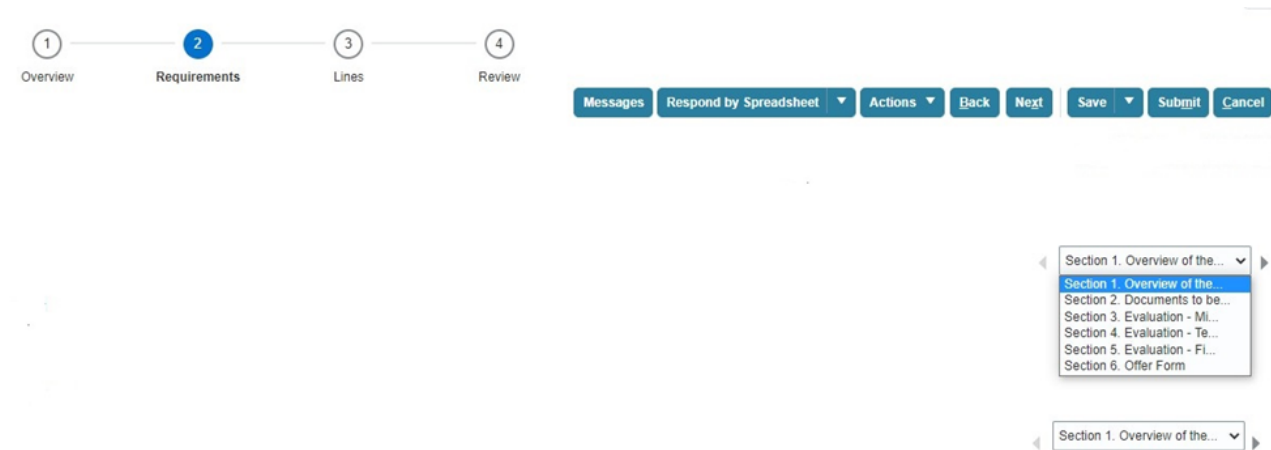 1 2 3 4
Overview Requirements Lines Review
Messages Respond by Spreadsheet Actions Back Next Save Submit Cancel
Section 1. Overview of the...
Section 1. Overview of the...
Section 2. Documents to be...
Section 3. Evaluation - Mi...
Section 4. Evaluation - Te...
Section 5. Evaluation - Fi...
Section 6. Offer Form
Section 1. Overview of the...